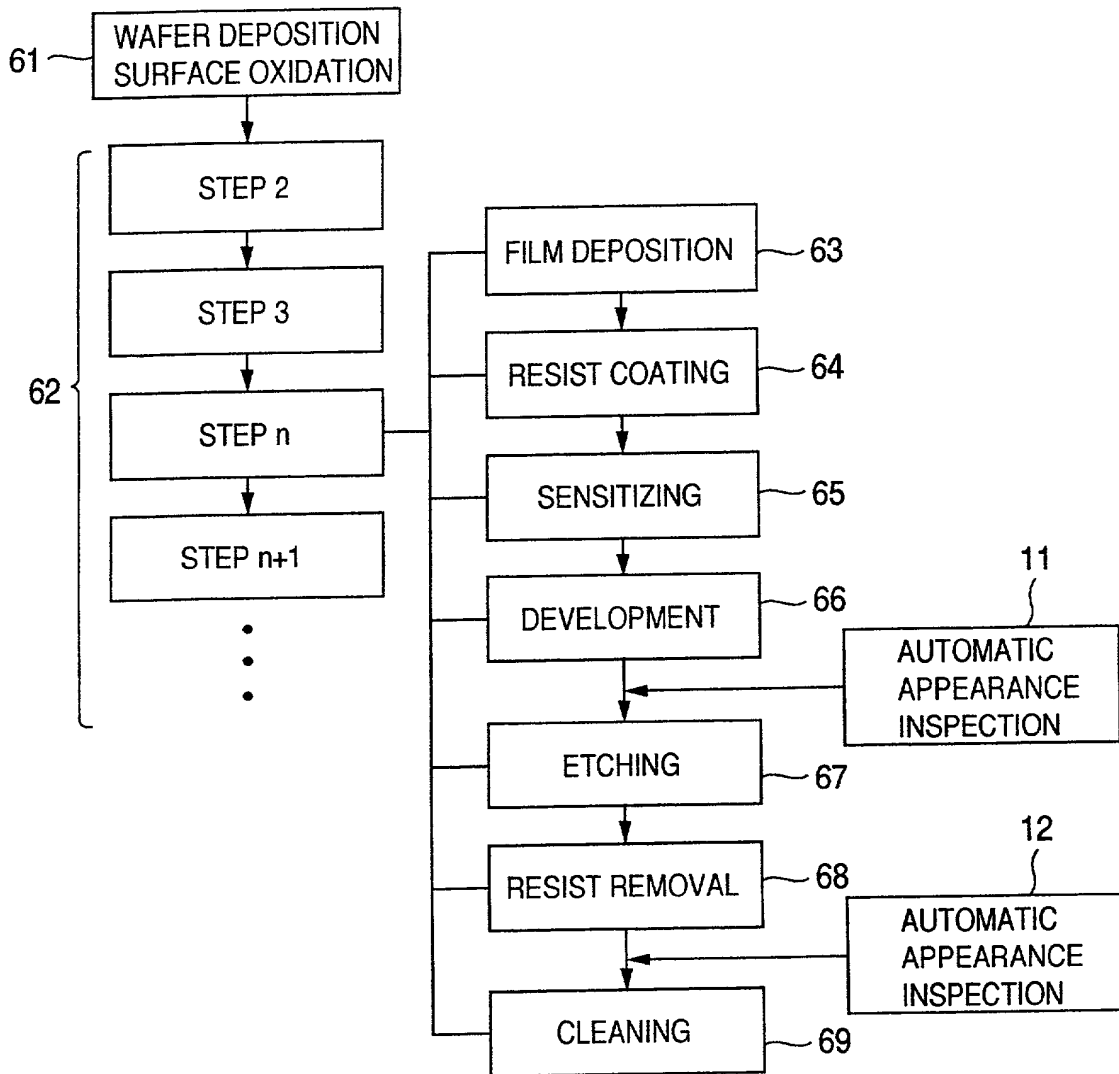 61
WAFER DEPOSITION
SURFACE OXIDATION
62
STEP 2
STEP 3
STEP n
STEP n+1
FILM DEPOSITION
63
RESIST COATING
64
SENSITIZING
65
DEVELOPMENT
66
11
AUTOMATIC
APPEARANCE
INSPECTION
ETCHING
67
RESIST REMOVAL
68
12
AUTOMATIC
APPEARANCE
INSPECTION
CLEANING
69